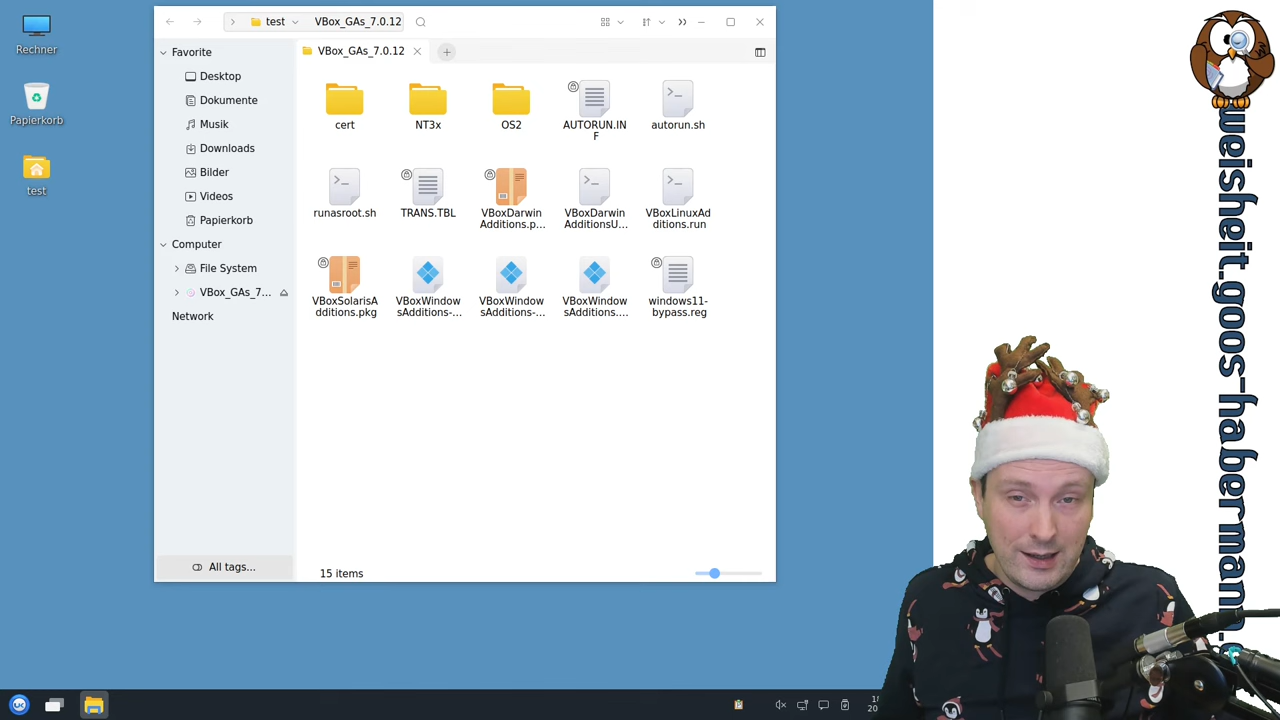 Rechner
Papierkorb
test
test
VBox_GAs_7.0.12
VBox_GAs_7.0.12
Favorite
Desktop
Dokumente
Musik
Downloads
Bilder
Videos
Papierkorb
Computer
File System
VBox_GAs_7...
Network
All tags...
cert
NT3x
OS2
AUTORUN.IN
F
autorun.sh
runasroot.sh
TRANS.TBL
VBoxDarwin
Additions.p...
VBoxDarwin
AdditionsU...
VBoxLinuxAd
ditions.run
VBoxSolarisA
dditions.pkg
VBoxWindow
sAdditions-...
VBoxWindow
sAdditions-...
VBoxWindow
sAdditions....
windows11-
bypass.reg
15 items
weisheit.goos-habermann.